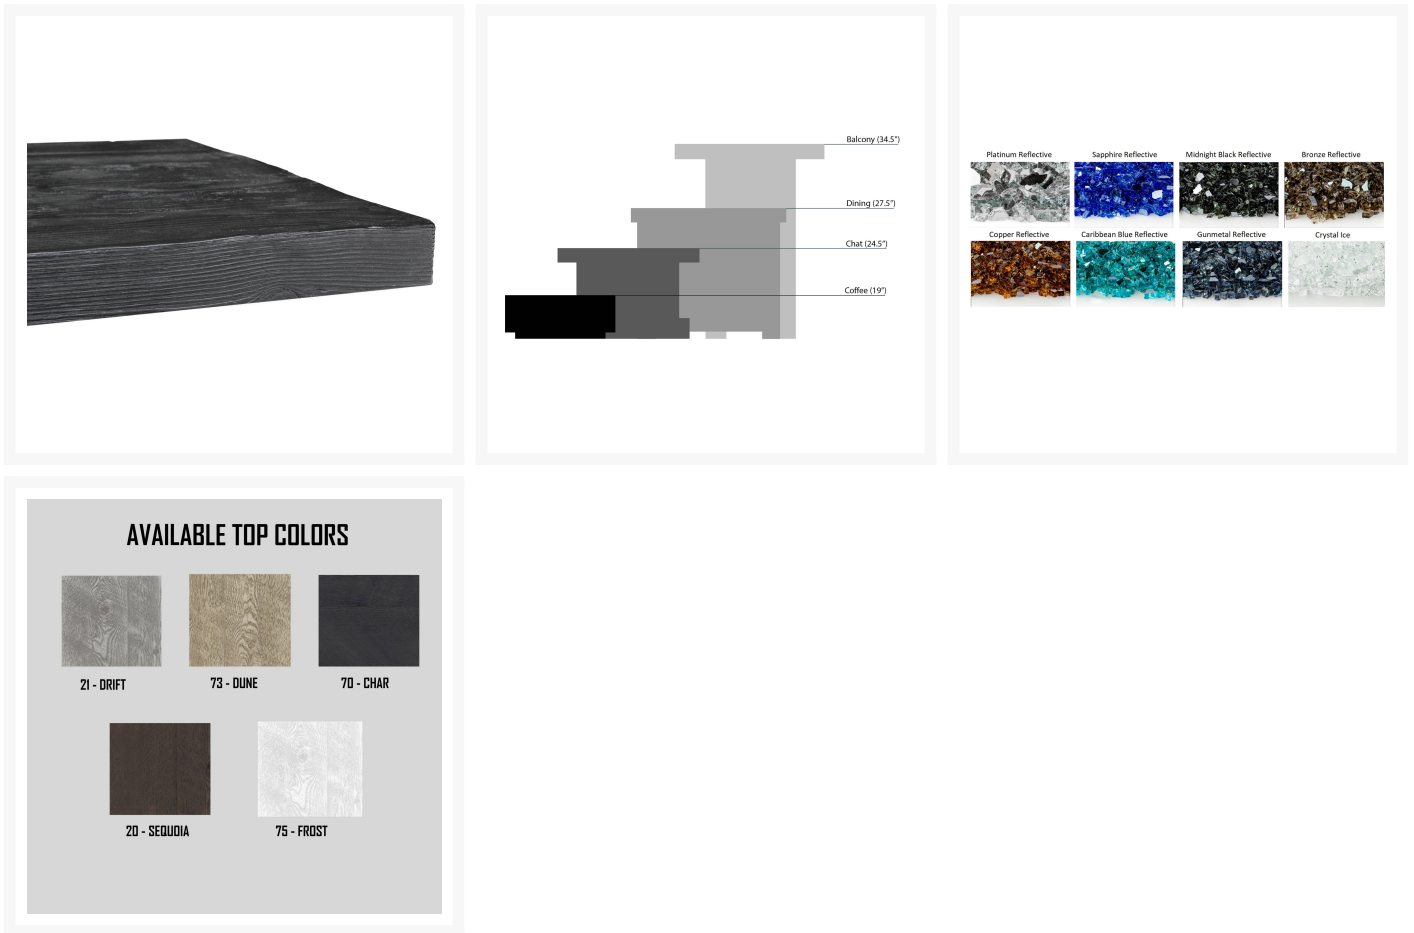 Balcony (34.5")
Dining (27.5")
Chat (24.5")
Coffee (19")
Platinum Reflective
Sapphire Reflective
Midnight Black Reflective
Bronze Reflective
Copper Reflective
Caribbean Blue Reflective
Gunmetal Reflective
Crystal Ice
AVAILABLE TOP COLORS
21 - DRIFT
73 - DUNE
70 - CHAR
20 - SEQUOIA
75 - FROST